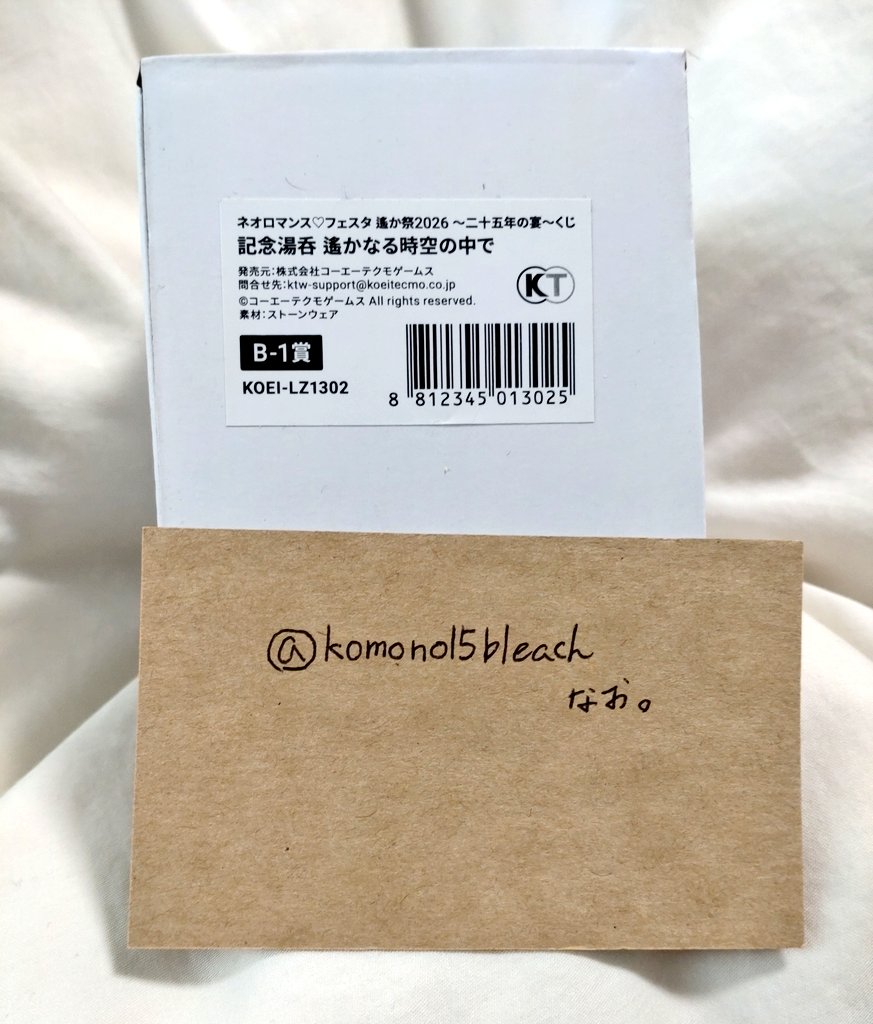 ネオロマンス♡フェスタ 遙か祭2026 ～二十五年の宴～くじ
記念湯呑 遙かなる時空の中で
発売元：株式会社コーエーテクモゲームス
問合せ先：ktw-support@koeitecmo.co.jp
©コーエーテクモゲームス All rights reserved.
素材：ストーンウェア
KT
B-1賞
KOEI-LZ1302
8 812345 013025
@komono15bleach
なお。